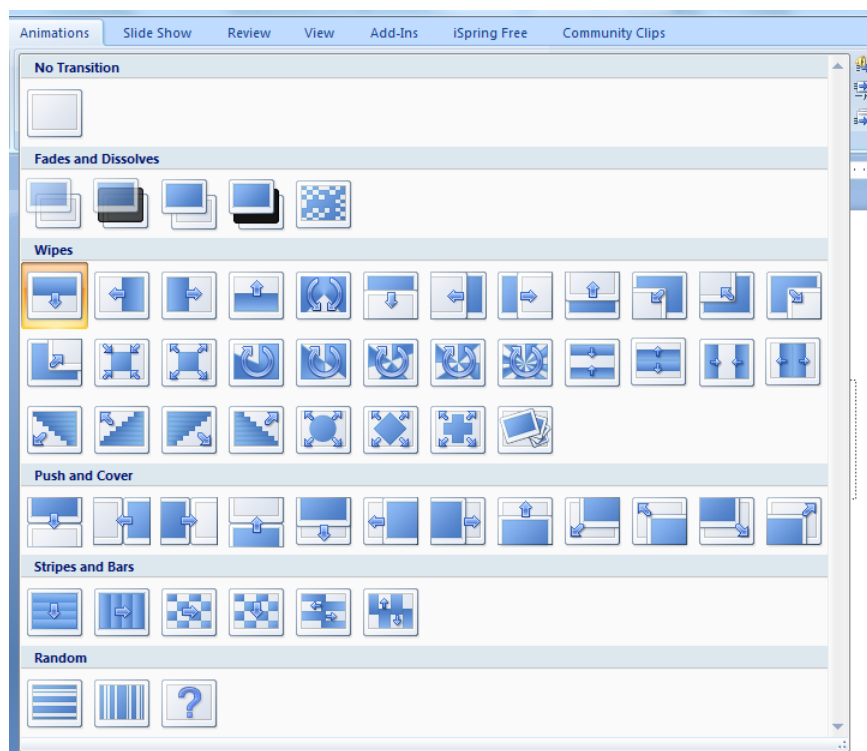 Animations Slide Show Review View Add-Ins iSpring Free Community Clips
No Transition
Fades and Dissolves
Wipes
Push and Cover
Stripes and Bars
Random
?